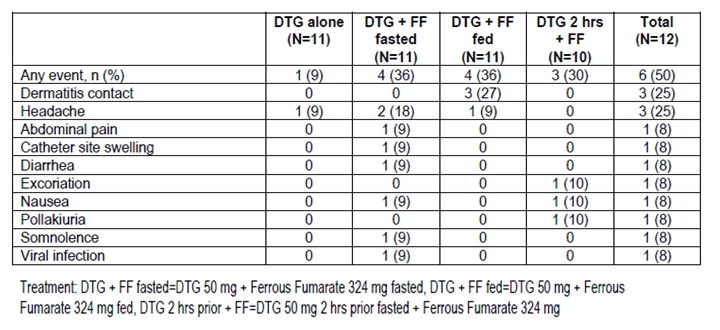 DTG alone (N=11) DTG + FF fasted (N=11) DTG + FF fed (N=11) DTG 2 hrs + FF (N=10) Total (N=12)
Any event, n (%) 1 (9) 4 (36) 4 (36) 3 (30) 6 (50)
Dermatitis contact 0 0 3 (27) 0 3 (25)
Headache 1 (9) 2 (18) 1 (9) 0 3 (25)
Abdominal pain 0 1 (9) 0 0 1 (8)
Catheter site swelling 0 1 (9) 0 0 1 (8)
Diarrhea 0 1 (9) 0 0 1 (8)
Excoriation 0 0 0 1 (10) 1 (8)
Nausea 0 1 (9) 0 1 (10) 1 (8)
Pollakiuria 0 0 0 1 (10) 1 (8)
Somnolence 0 1 (9) 0 0 1 (8)
Viral infection 0 1 (9) 0 0 1 (8)
Treatment: DTG + FF fasted=DTG 50 mg + Ferrous Fumarate 324 mg fasted, DTG + FF fed=DTG 50 mg + Ferrous
Fumarate 324 mg fed, DTG 2 hrs prior + FF=DTG 50 mg 2 hrs prior fasted + Ferrous Fumarate 324 mg